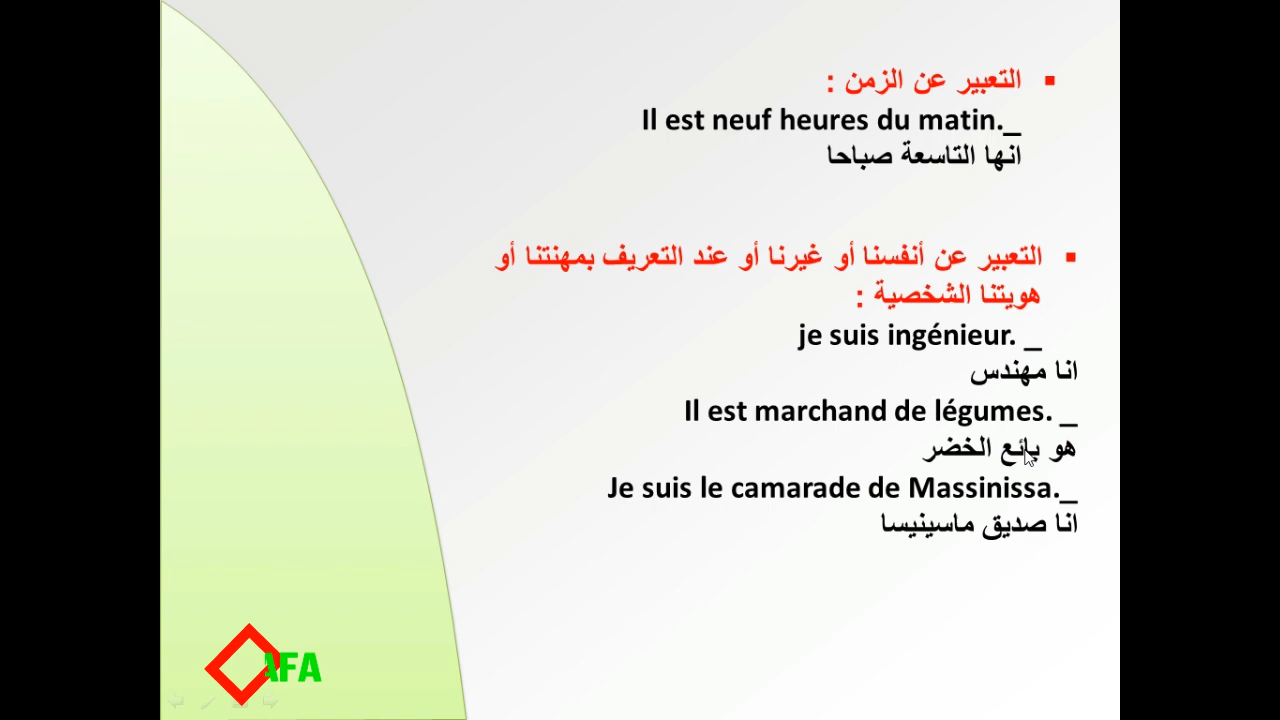 ▪ التعبير عن الزمن :
Il est neuf heures du matin._
انها التاسعة صباحا
▪ التعبير عن أنفسنا أو غيرنا أو عند التعريف بمهنتنا أو
هويتنا الشخصية :
je suis ingénieur. _
انا مهندس
Il est marchand de légumes. _
هو بائع الخضر
Je suis le camarade de Massinissa._
انا صديق ماسينيسا
AFA